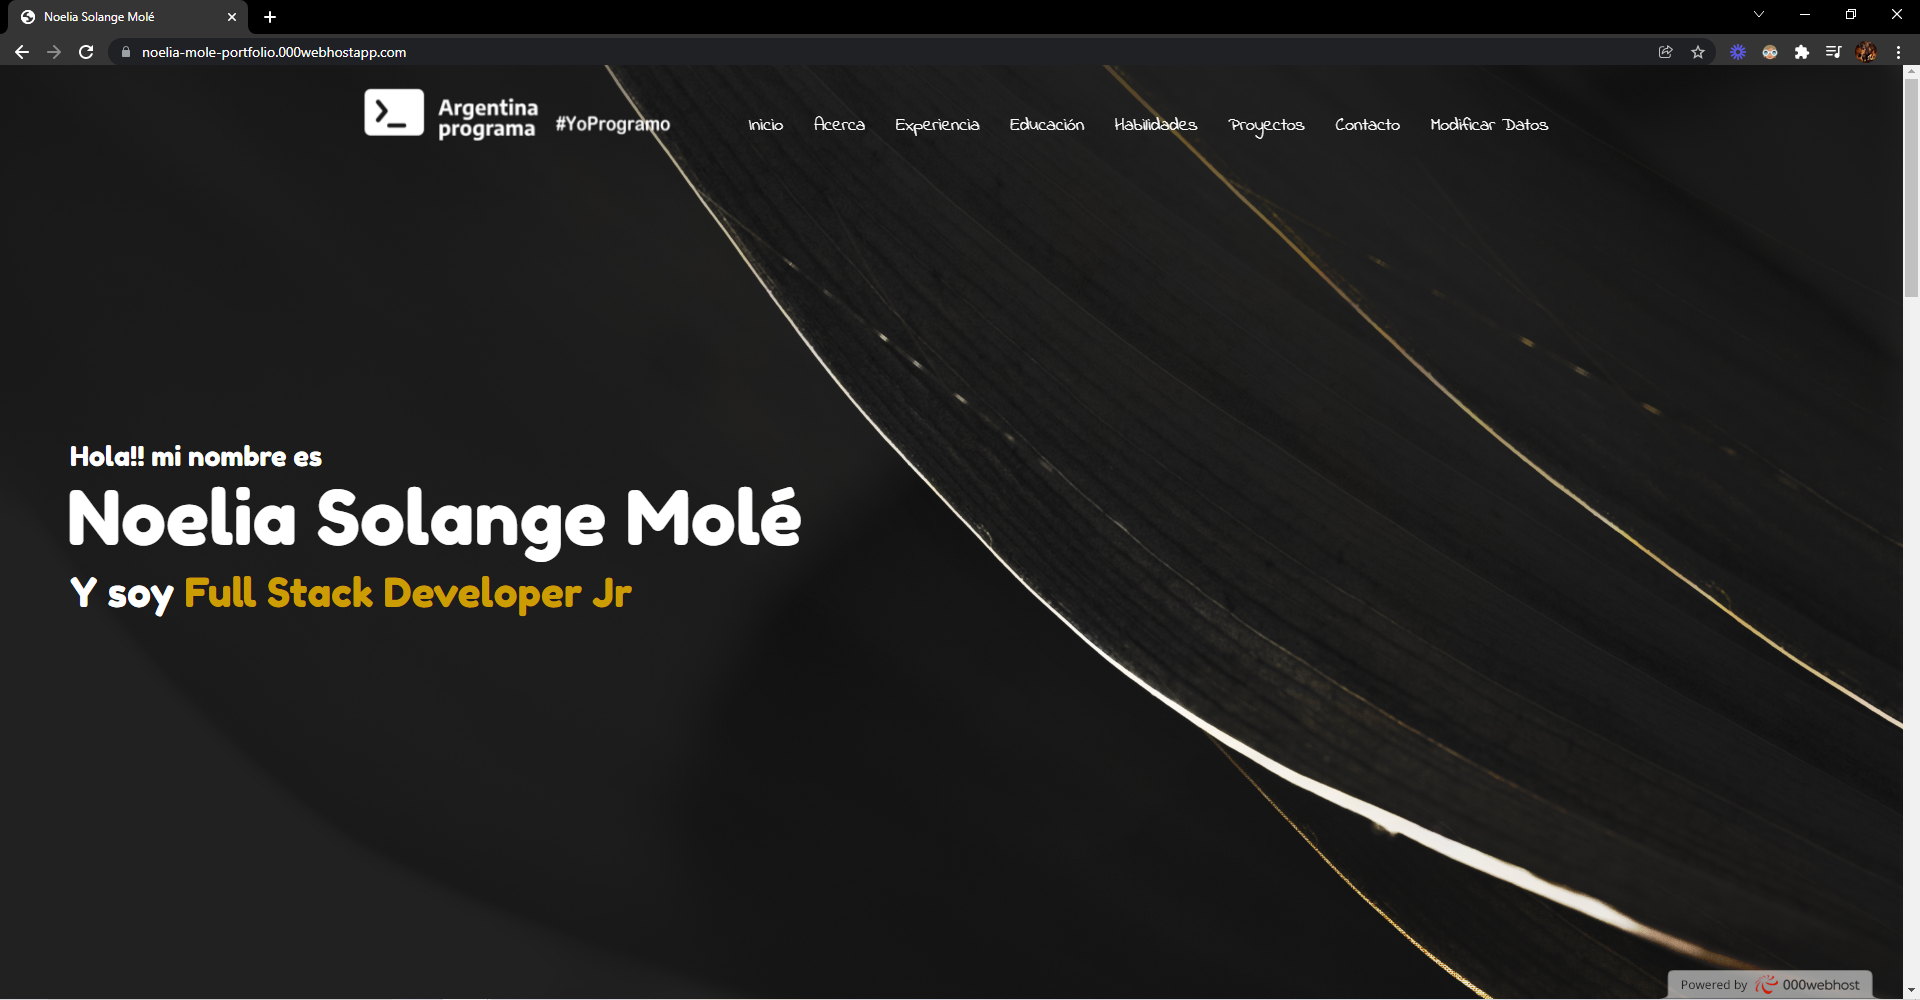 Noelia Solange Molé
noelia-mole-portfolio.000webhostapp.com
Argentina
programa
#YoProgramo
Inicio Acerca Experiencia Educación Habilidades Proyectos Contacto Modificar Datos
Hola!! mi nombre es
Noelia Solange Molé
Y soy Full Stack Developer Jr
Powered by 000webhost